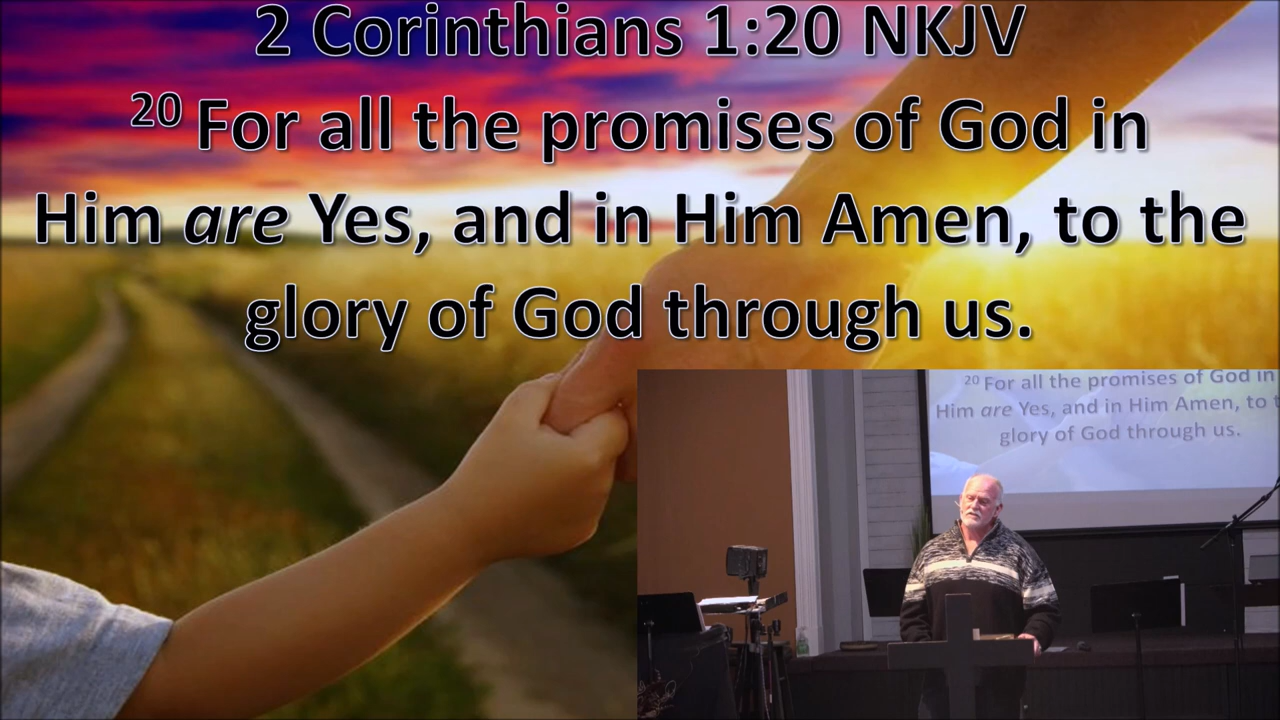 2 Corinthians 1:20 NKJV
20 For all the promises of God in
Him are Yes, and in Him Amen, to the
glory of God through us.
20 For all the promises of God in
Him are Yes, and in Him Amen, to t
glory of God through us.